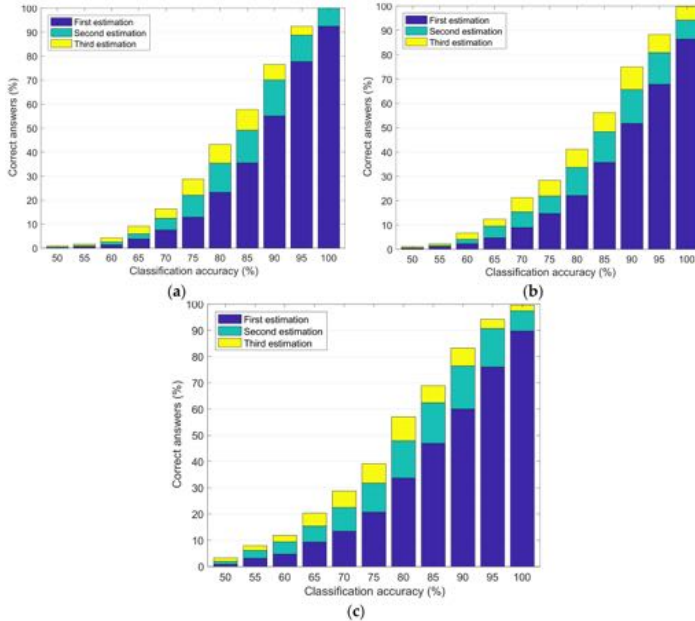 100
90
80
70
60
50
40
30
20
10
0
Correct answers (%)
First estimation
Second estimation
Third estimation
50 55 60 65 70 75 80 85 90 95 100
Classification accuracy (%)
(a)
100
90
80
70
60
50
40
30
20
10
0
Correct answers (%)
First estimation
Second estimation
Third estimation
50 55 60 65 70 75 80 85 90 95 100
Classification accuracy (%)
(b)
100
90
80
70
60
50
40
30
20
10
0
Correct answers (%)
First estimation
Second estimation
Third estimation
50 55 60 65 70 75 80 85 90 95 100
Classification accuracy (%)
(c)